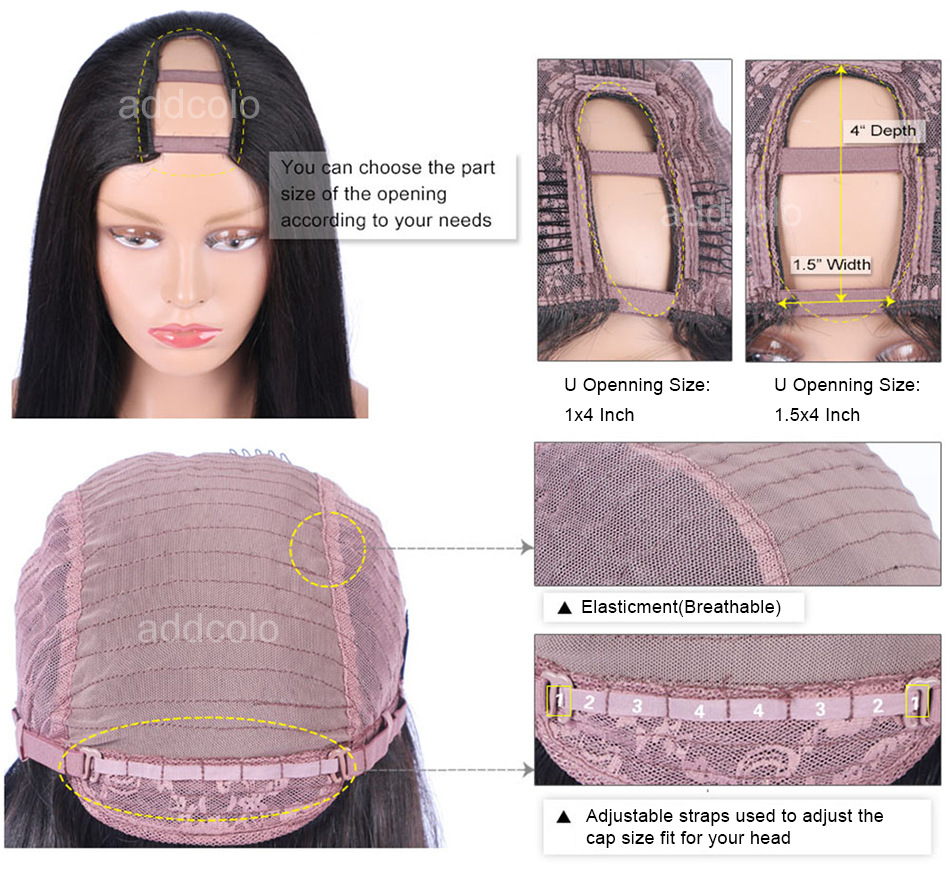 addcolo
You can choose the part
size of the opening
according to your needs
4“ Depth
addcolo
1.5” Width
U Openning Size:
1x4 Inch
U Openning Size:
1.5x4 Inch
addcolo
▲ Elasticment(Breathable)
1 2 3 4 4 3 2 1
▲ Adjustable straps used to adjust the
cap size fit for your head